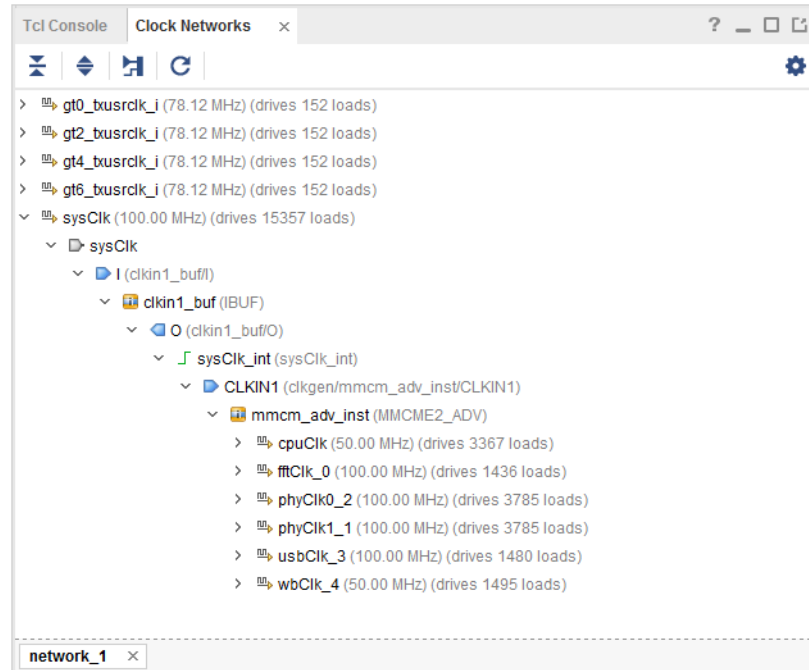 Tcl Console Clock Networks × ?
gt0_txusrclk_i (78.12 MHz) (drives 152 loads)
gt2_txusrclk_i (78.12 MHz) (drives 152 loads)
gt4_txusrclk_i (78.12 MHz) (drives 152 loads)
gt6_txusrclk_i (78.12 MHz) (drives 152 loads)
sysClk (100.00 MHz) (drives 15357 loads)
sysClk
I (clkin1_buf/I)
clkin1_buf (IBUF)
O (clkin1_buf/O)
sysClk_int (sysClk_int)
CLKIN1 (clkgen/mmcm_adv_inst/CLKIN1)
mmcm_adv_inst (MMCME2_ADV)
cpuClk (50.00 MHz) (drives 3367 loads)
fftClk_0 (100.00 MHz) (drives 1436 loads)
phyClk0_2 (100.00 MHz) (drives 3785 loads)
phyClk1_1 (100.00 MHz) (drives 3785 loads)
usbClk_3 (100.00 MHz) (drives 1480 loads)
wbClk_4 (50.00 MHz) (drives 1495 loads)
network_1 ×